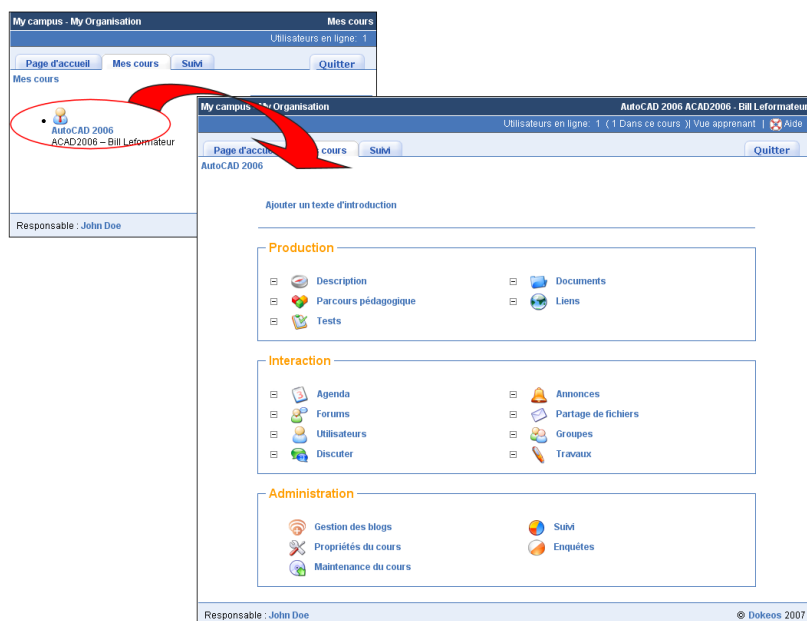 My campus - My Organisation Mes cours
Utilisateurs en ligne: 1
Page d'accueil Mes cours Suivi Quitter
Mes cours
AutoCAD 2006
ACAD2006 – Bill Leformateur
Responsable : John Doe
My campus - My Organisation AutoCAD 2006 ACAD2006 - Bill Leformateur
Utilisateurs en ligne: 1 ( 1 Dans ce cours )| Vue apprenant | Aide
Page d'accu cours Suivi Quitter
AutoCAD 2006
Ajouter un texte d'introduction
Production
Description Documents
Parcours pédagogique Liens
Tests
Interaction
Agenda Annonces
Forums Partage de fichiers
Utilisateurs Groupes
Discuter Travaux
Administration
Gestion des blogs Suivi
Propriétés du cours Enquêtes
Maintenance du cours
Responsable : John Doe © Dokeos 2007